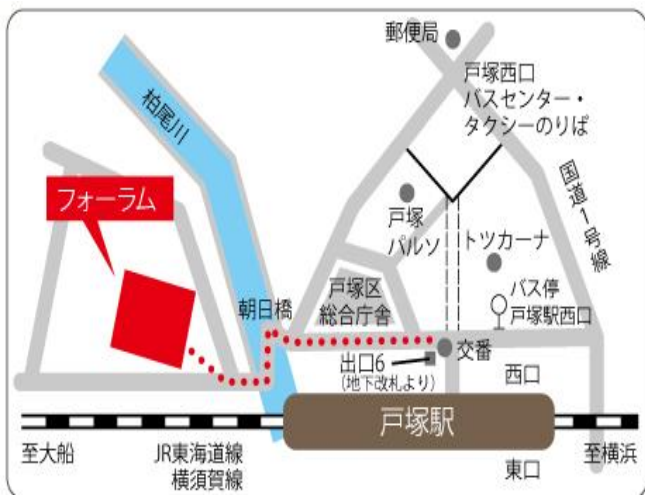 郵便局
戸塚西口
バスセンター・
タクシーのりば
柏尾川
国道1号線
フォーラム
戸塚
パルソ
トツカーナ
バス停
戸塚駅西口
戸塚区
総合庁舎
朝日橋
交番
出口6
(地下改札より)
西口
戸塚駅
至大船
JR東海道線
横須賀線
東口
至横浜